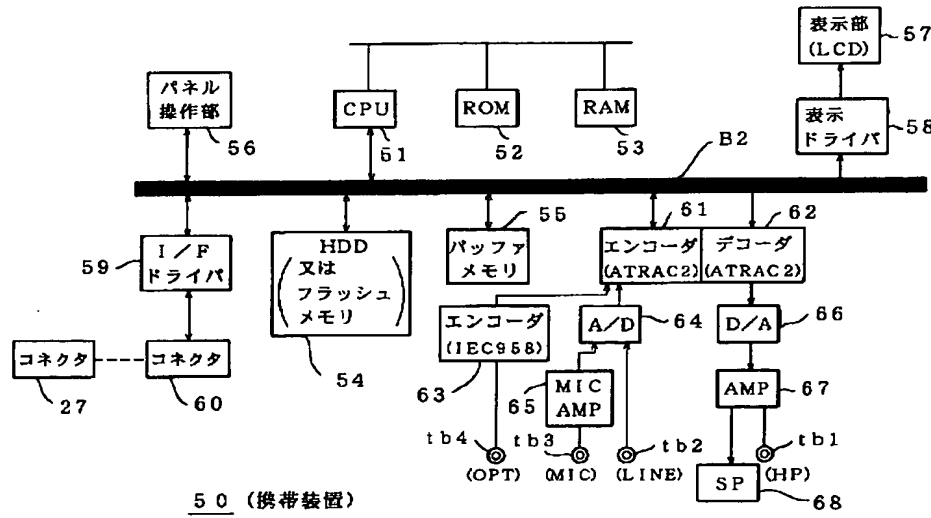 表示部
(LCD)
57
パネル
操作部
56
CPU
51
ROM
52
RAM
53
表示
ドライバ
58
B2
I/F
ドライバ
59
HDD
又は
フラッシュ
メモリ
54
55
バッファ
メモリ
61
エンコーダ
(ATRAC2)
62
デコーダ
(ATRAC2)
エンコーダ
(IEC958)
63
A/D
64
D/A
66
コネクタ
27
コネクタ
60
65
MIC
AMP
AMP
67
tb4
(OPT)
tb3
(MIC)
tb2
(LINE)
tb1
(HP)
SP
68
50 (携帯装置)